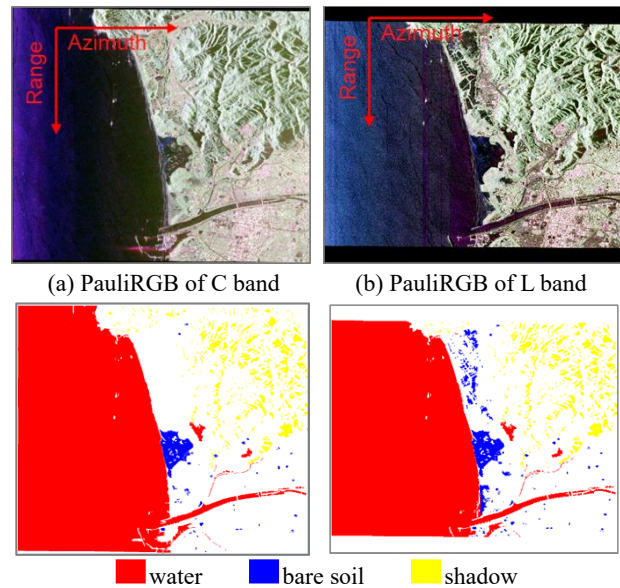 Azimuth
Range
Azimuth
Range
(a) PauliRGB of C band
(b) PauliRGB of L band
water
bare soil
shadow